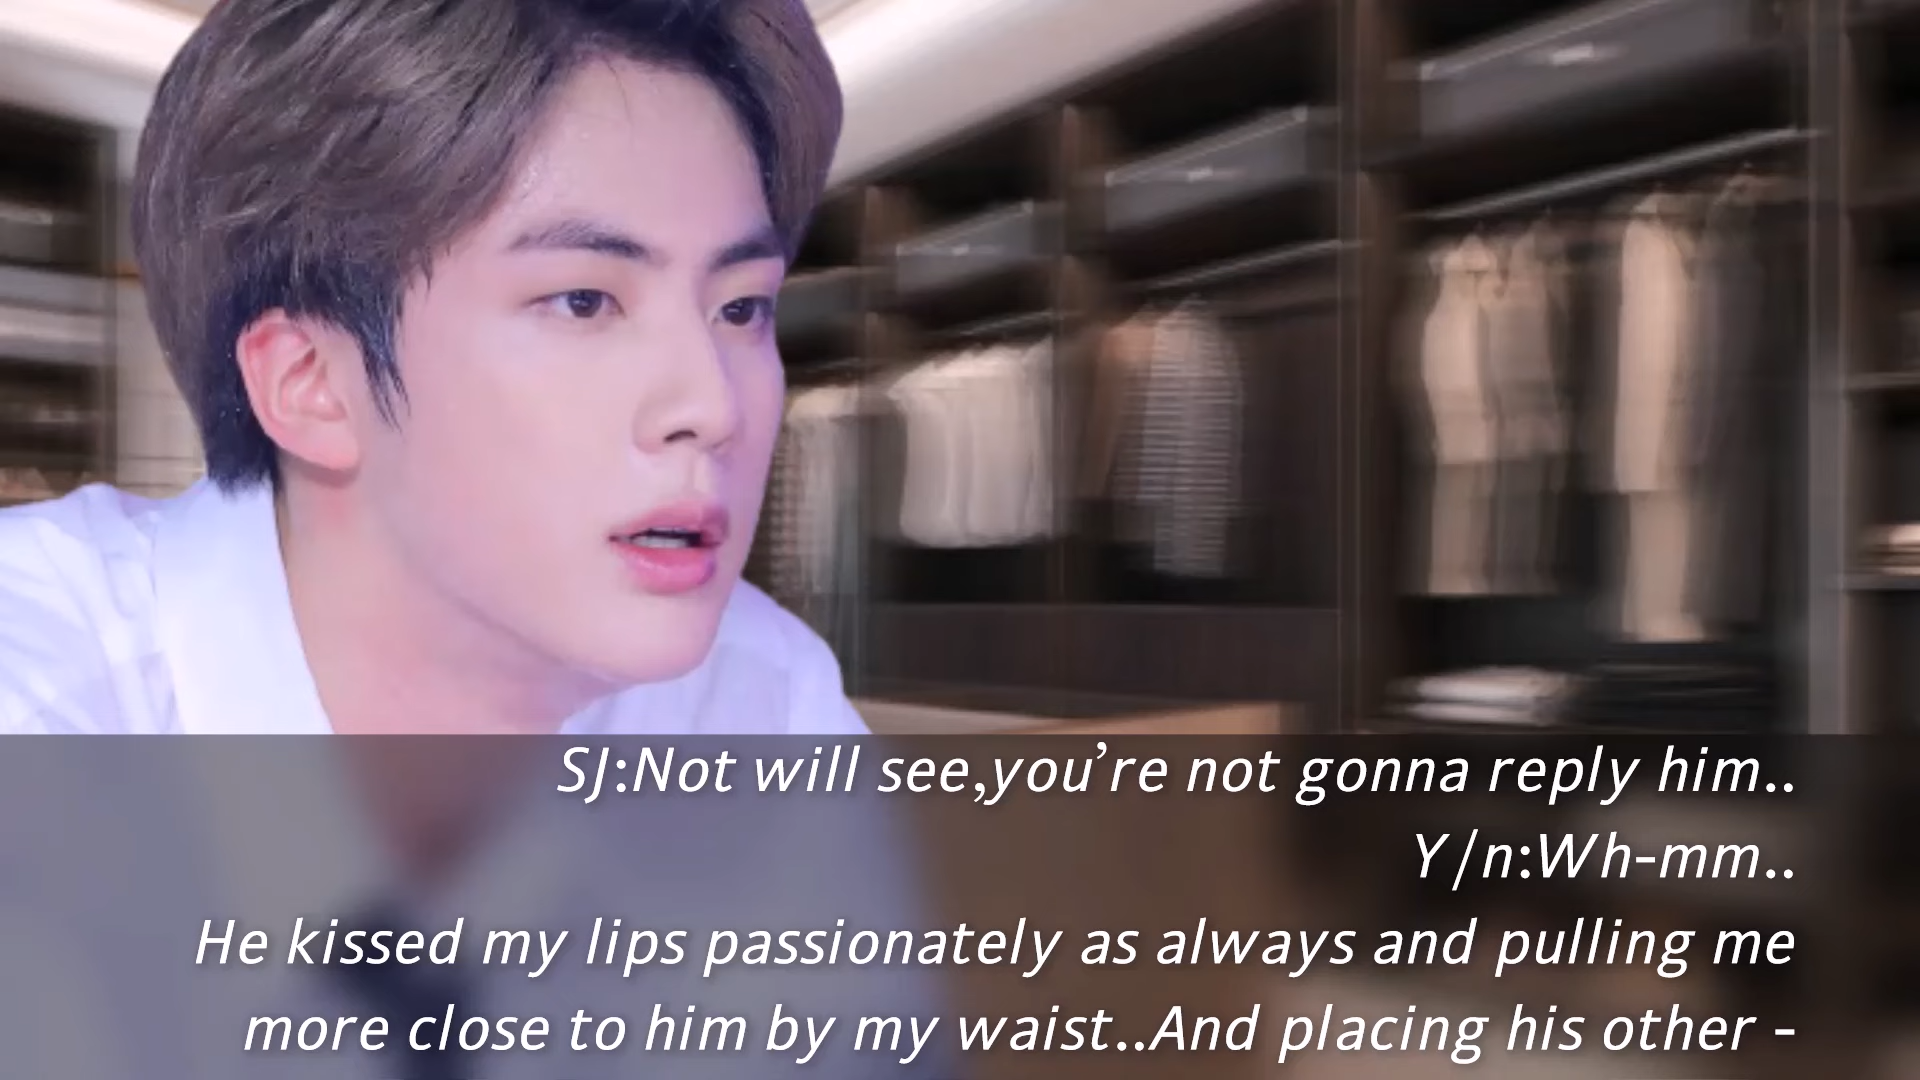 SJ:Not will see,you’re not gonna reply him..
Y/n:Wh-mm..
He kissed my lips passionately as always and pulling me
more close to him by my waist..And placing his other -